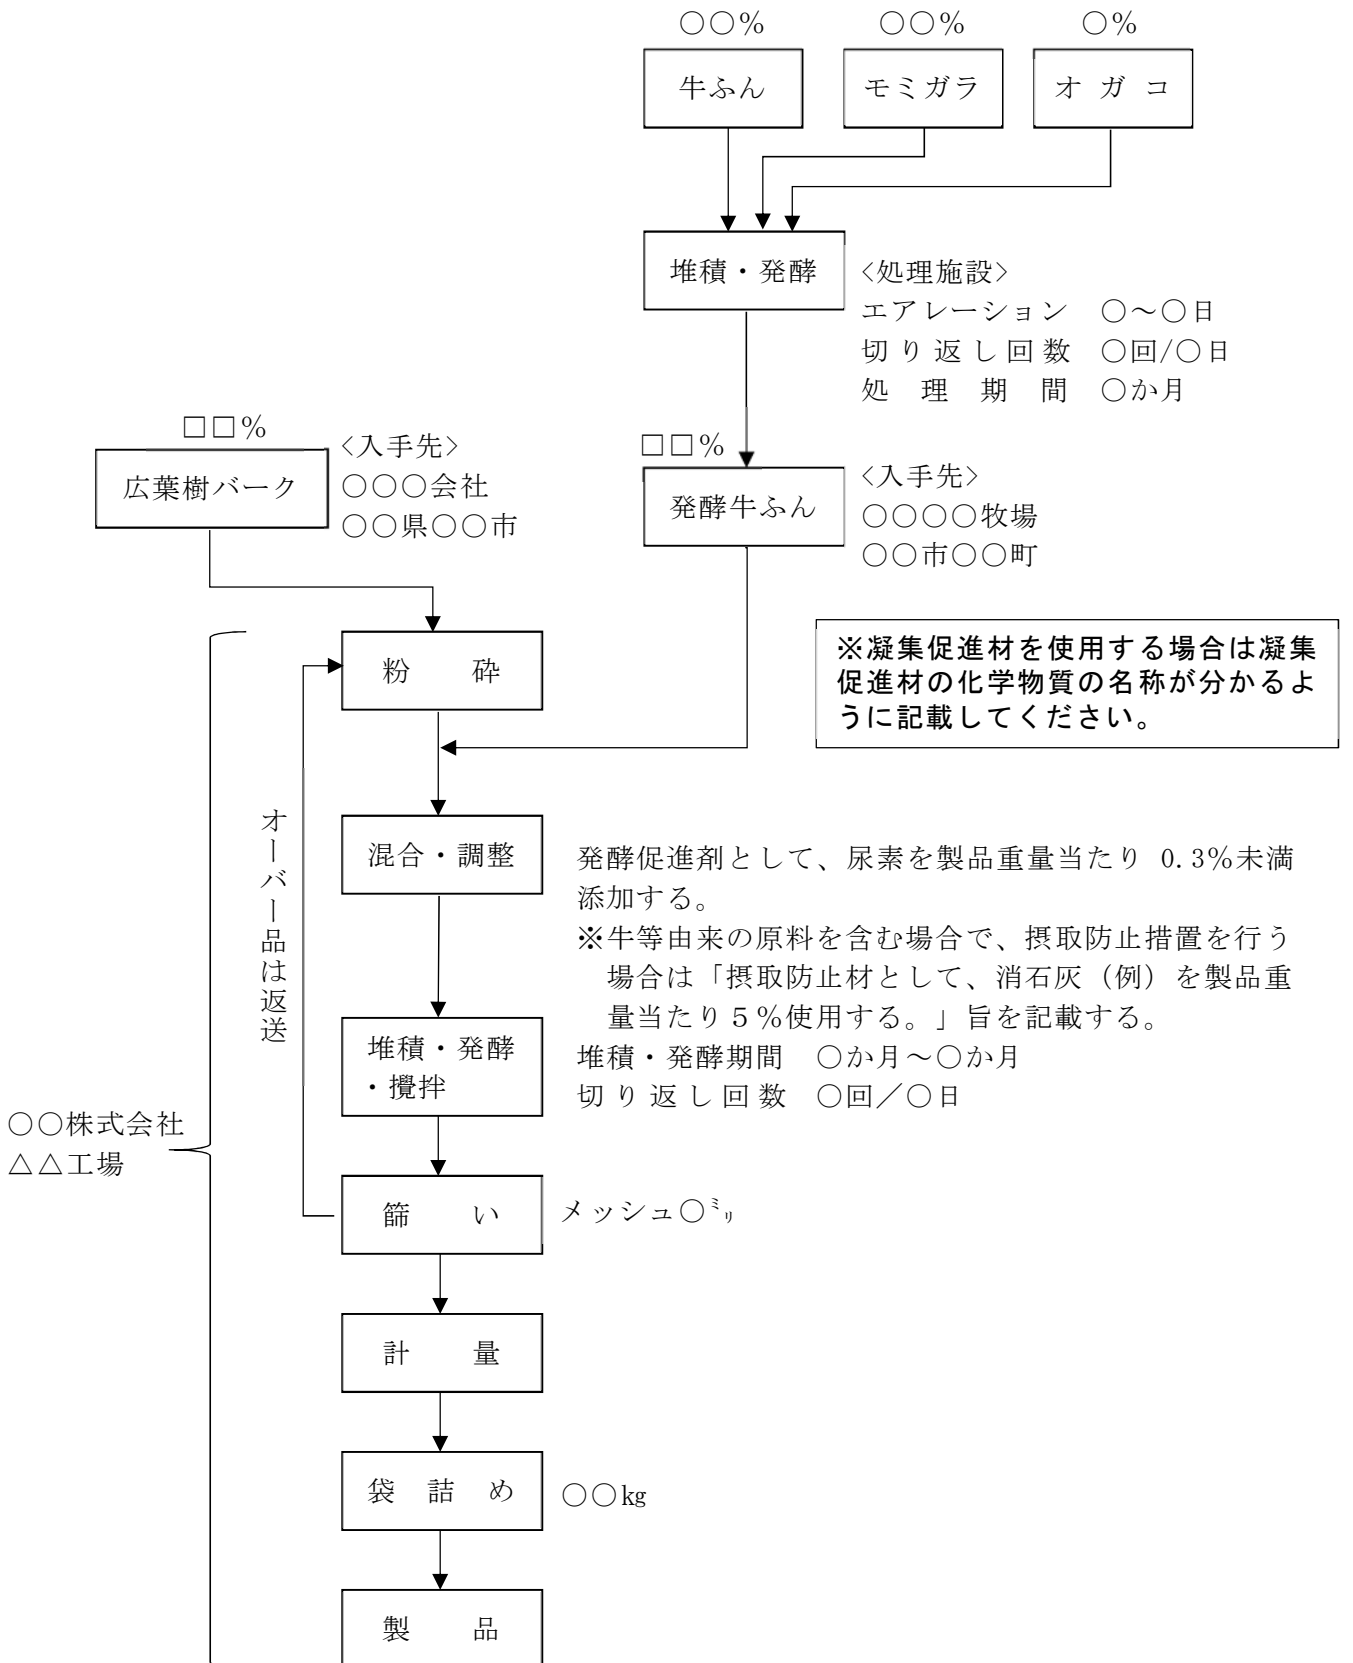 ○○%
○○%
○%
牛ふん
モミガラ
オ ガ コ
堆積・発酵
<処理施設>
エアレーション ○~○日
切り返し回数 ○回/○日
処 理 期 間 ○か月
□□%
広葉樹バーク
<入手先>
○○○会社
○○県○○市
□□%
発酵牛ふん
<入手先>
○○○○牧場
○○市○○町
※凝集促進材を使用する場合は凝集
促進材の化学物質の名称が分かるよ
うに記載してください。
粉 砕
オーバー品は返送
混合・調整
発酵促進剤として、尿素を製品重量当たり 0.3%未満
添加する。
※牛等由来の原料を含む場合で、摂取防止措置を行う
場合は「摂取防止材として、消石灰(例)を製品重
量当たり5%使用する。」旨を記載する。
堆積・発酵
・攪拌
堆積・発酵期間 ○か月~○か月
切り返し回数 ○回/○日
○○株式会社
△△工場
篩 い
メッシュ○ミリ
計 量
袋 詰 め
○○kg
製 品